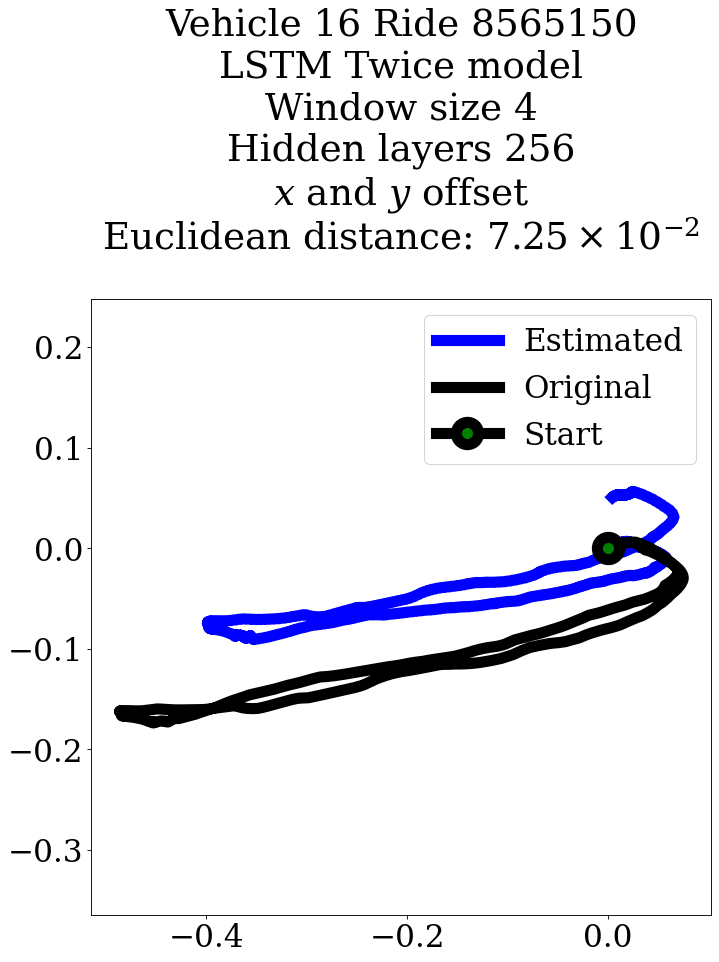 Vehicle 16 Ride 8565150
LSTM Twice model
Window size 4
Hidden layers 256
x and y offset
Euclidean distance: 7.25 × 10⁻²
Estimated
Original
Start
0.2
0.1
0.0
−0.1
−0.2
−0.3
−0.4
−0.2
0.0